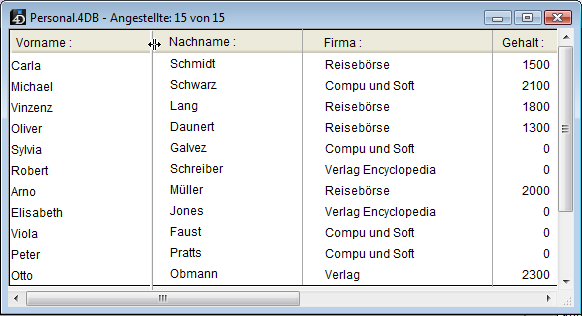 Personal.4DB - Angestellte: 15 von 15
Vorname : Nachname : Firma : Gehalt :
Carla Schmidt Reisebörse 1500
Michael Schwarz Compu und Soft 2100
Vinzenz Lang Reisebörse 1800
Oliver Daunert Reisebörse 1300
Sylvia Galvez Compu und Soft 0
Robert Schreiber Verlag Encyclopedia 0
Arno Müller Reisebörse 2000
Elisabeth Jones Verlag Encyclopedia 0
Viola Faust Compu und Soft 0
Peter Pratts Compu und Soft 0
Otto Obmann Verlag 2300